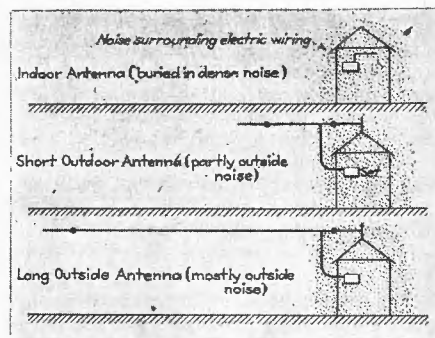 Noise surrounding electric wiring
Indoor Antenna (buried in dense noise)
Short Outdoor Antenna (partly outside
noise)
Set
Long Outside Antenna (mostly outside
noise)